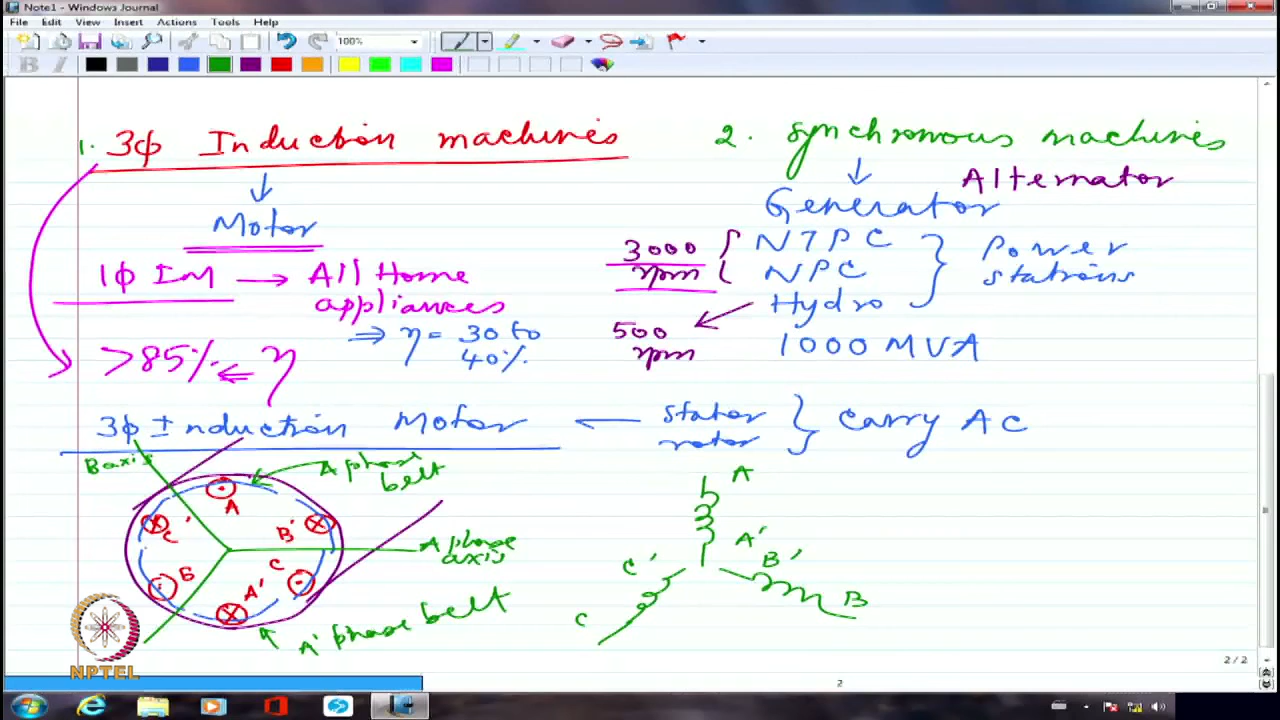 Note1 - Windows Journal
File Edit View Insert Actions Tools Help
100%
B I
1. 3φ Induction machines
Motor
1φ IM → All Home
appliances
⇒ η = 30 to
40%
>85% ⇐ η
2. Synchronous machines
Alternator
Generator
3000
rpm
NTPC
NPC
Hydro
Power
stations
500
rpm
1000 MVA
3φ Induction Motor ← stator
rotor
} Carry AC
B axis
A phase
belt
A
C'
B'
B
C
A'
A phase
axis
A' phase belt
A
A'
B'
B
C'
C
NPTEL
2 / 2
2